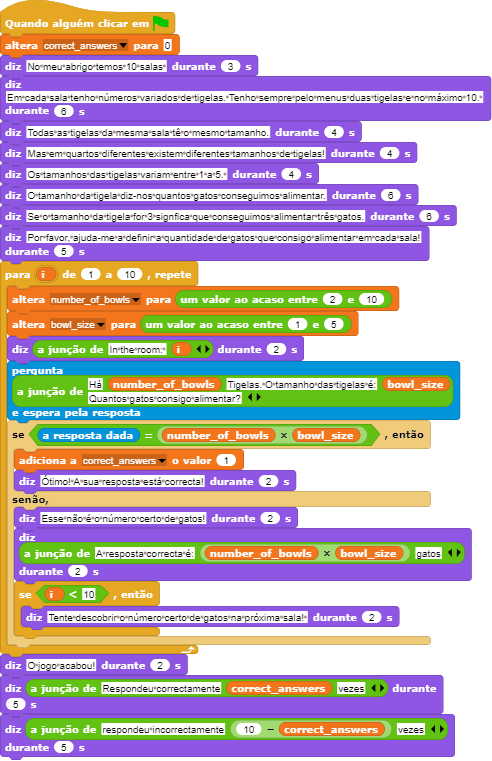 Quando alguém clicar em
altera correct_answers para 0
diz No meu abrigo temos 10 salas durante 3 s
diz
Em cada sala tenho números variados de tigelas. Tenho sempre pelo menus duas tigelas e no máximo 10.
durante 6 s
diz Todas as tigelas da mesma sala tê o mesmo tamanho. durante 4 s
diz Mas em quartos diferentes existem diferentes tamanhos de tigelas! durante 4 s
diz Os tamanhos das tigelas variam entre 1 a 5. durante 4 s
diz O tamanho da tigela diz-nos quantos gatos conseguimos alimentar. durante 6 s
diz Se o tamanho da tigela for 3 signfica que conseguimos alimentar três gatos. durante 6 s
diz Por favor, ajuda-me a definir a quantidade de gatos que consigo alimentar em cada sala!
durante 5 s
para i de 1 a 10 , repete
altera number_of_bowls para um valor ao acaso entre 2 e 10
altera bowl_size para um valor ao acaso entre 1 e 5
diz a junção de In the room: i durante 2 s
pergunta
a junção de Há number_of_bowls Tigelas. O tamanho das tigelas é: bowl_size
Quantos gatos consigo alimentar?
e espera pela resposta
se a resposta dada = number_of_bowls × bowl_size , então
adiciona a correct_answers o valor 1
diz Ótimo! A sua resposta está correcta! durante 2 s
senão,
diz Esse não é o número certo de gatos! durante 2 s
diz
a junção de A resposta correcta é: number_of_bowls × bowl_size gatos
durante 2 s
se i < 10 , então
diz Tente descobrir o número certo de gatos na próxima sala! durante 2 s
diz O jogo acabou! durante 2 s
diz a junção de Respondeu correctamente correct_answers vezes durante
5 s
diz a junção de respondeu incorrectamente 10 − correct_answers vezes
durante 5 s